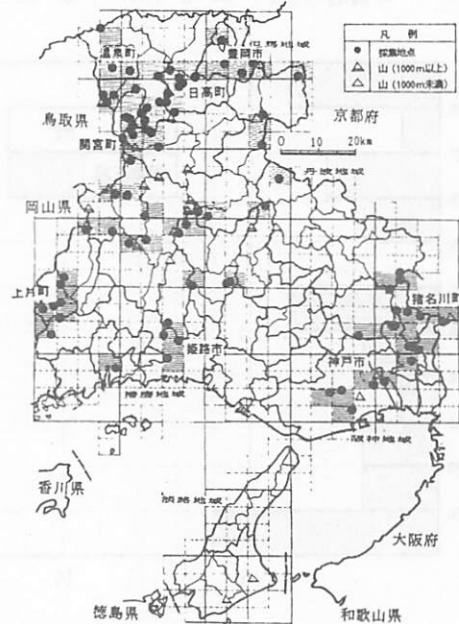 凡 例
採集地点
山 (1000m以上)
山 (1000m未満)
但馬地域
温泉町
豊岡市
日高町
鳥取県
京都府
関宮町
0 10 20km
丹波地域
岡山県
上月町
猪名川町
姫路市
神戸市
播磨地域
阪神地域
香川県
淡路地域
大阪府
徳島県
和歌山県